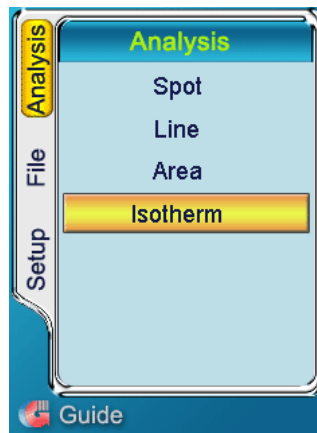 Analysis
File
Setup
Analysis
Spot
Line
Area
Isotherm
Guide